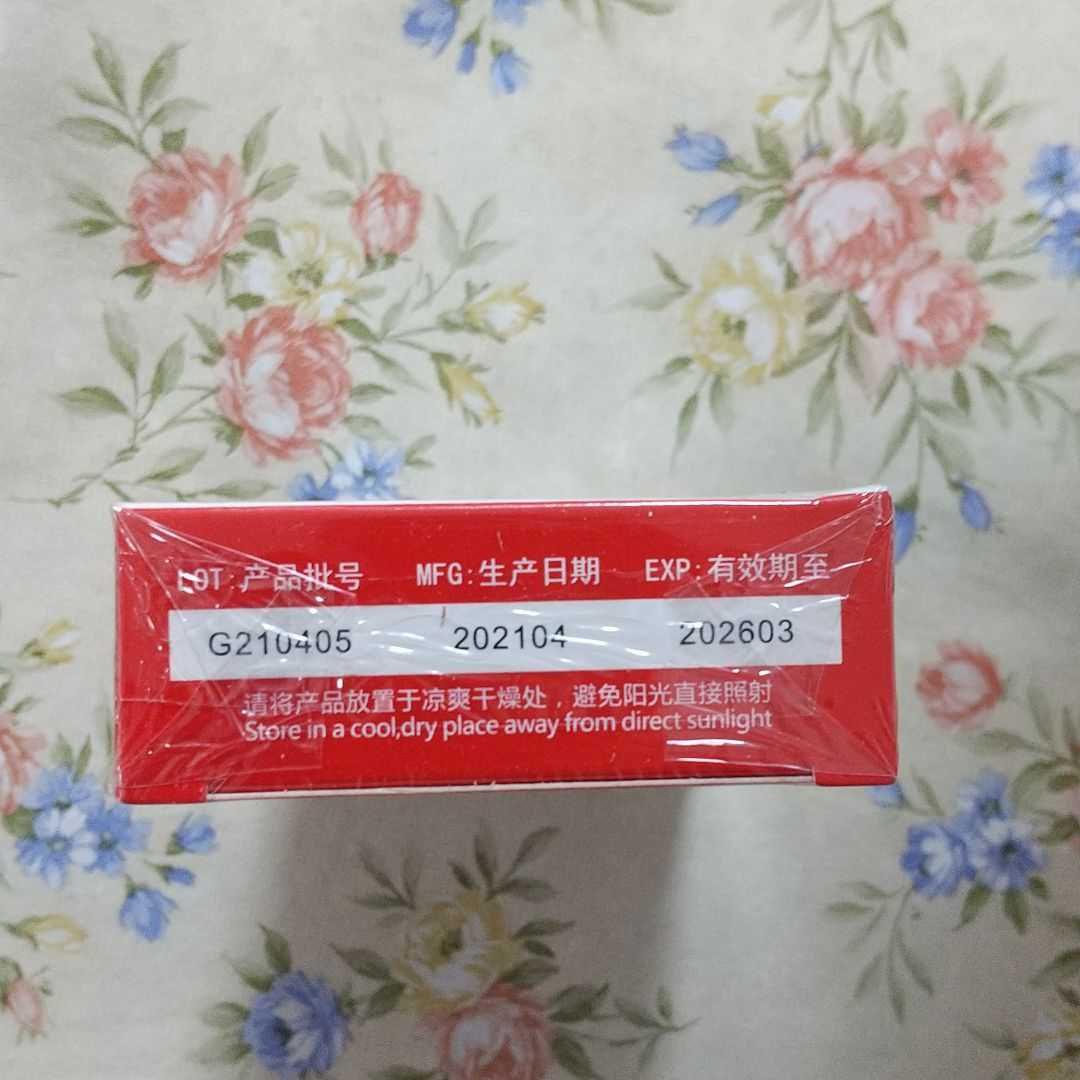 LOT:产品批号 MFG:生产日期 EXP:有效期至
G210405 202104 202603
请将产品放置于凉爽干燥处，避免阳光直接照射
Store in a cool,dry place away from direct sunlight